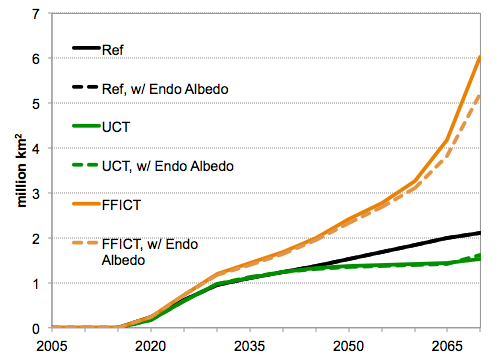 7
6
5
4
3
2
1
0
million km²
Ref
Ref, w/ Endo Albedo
UCT
UCT, w/ Endo Albedo
FFICT
FFICT, w/ Endo
Albedo
2005 2020 2035 2050 2065